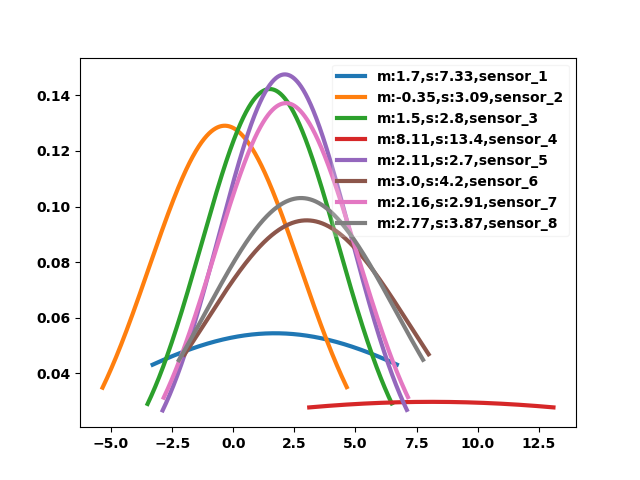 m:1.7,s:7.33,sensor_1
m:-0.35,s:3.09,sensor_2
m:1.5,s:2.8,sensor_3
m:8.11,s:13.4,sensor_4
m:2.11,s:2.7,sensor_5
m:3.0,s:4.2,sensor_6
m:2.16,s:2.91,sensor_7
m:2.77,s:3.87,sensor_8
0.14
0.12
0.10
0.08
0.06
0.04
−5.0 −2.5 0.0 2.5 5.0 7.5 10.0 12.5